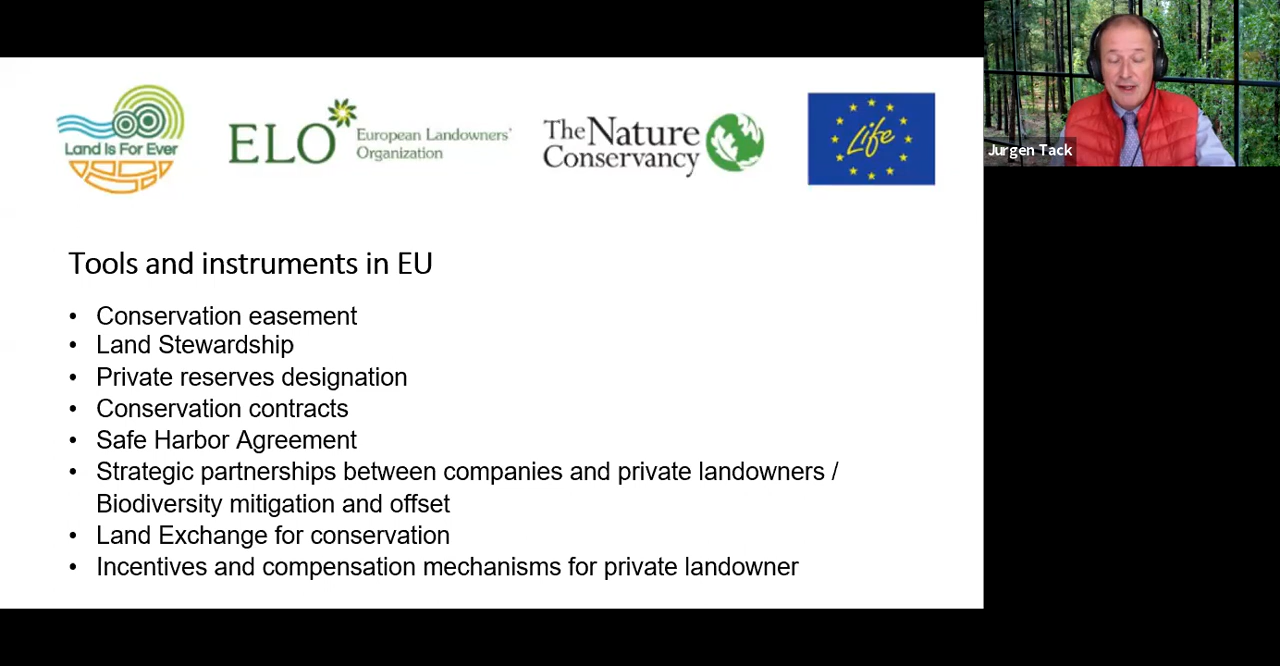 Land Is For Ever
ELO
European Landowners'
Organization
The Nature
Conservancy
Life
Jurgen Tack
Tools and instruments in EU
• Conservation easement
• Land Stewardship
• Private reserves designation
• Conservation contracts
• Safe Harbor Agreement
• Strategic partnerships between companies and private landowners /
Biodiversity mitigation and offset
• Land Exchange for conservation
• Incentives and compensation mechanisms for private landowner